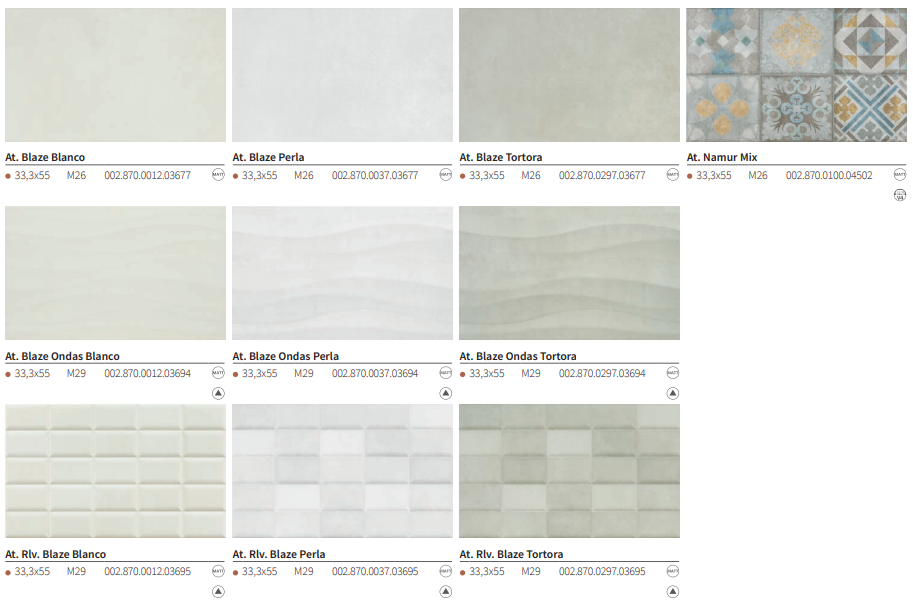 At. Blaze Blanco
33,3x55 M26 002.870.0012.03677 MATT
At. Blaze Perla
33,3x55 M26 002.870.0037.03677 MATT
At. Blaze Tortora
33,3x55 M26 002.870.0297.03677 MATT
At. Namur Mix
33,3x55 M26 002.870.0100.04502 MATT
V4
At. Blaze Ondas Blanco
33,3x55 M29 002.870.0012.03694 MATT
At. Blaze Ondas Perla
33,3x55 M29 002.870.0037.03694 MATT
At. Blaze Ondas Tortora
33,3x55 M29 002.870.0297.03694 MATT
At. Rlv. Blaze Blanco
33,3x55 M29 002.870.0012.03695 MATT
At. Rlv. Blaze Perla
33,3x55 M29 002.870.0037.03695 MATT
At. Rlv. Blaze Tortora
33,3x55 M29 002.870.0297.03695 MATT